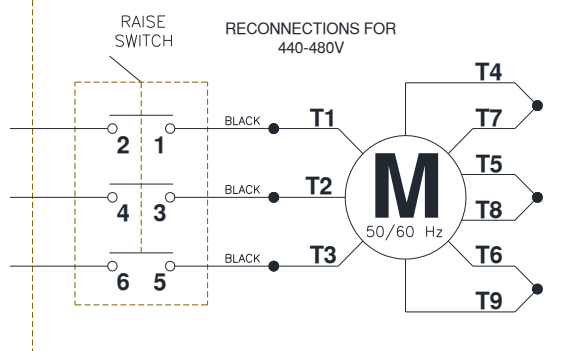 RAISE
SWITCH
RECONNECTIONS FOR
440-480V
T4
BLACK
T1
T7
2 1
T5
BLACK
T2
M
4 3
T8
50/60 Hz
BLACK
T3
T6
6 5
T9